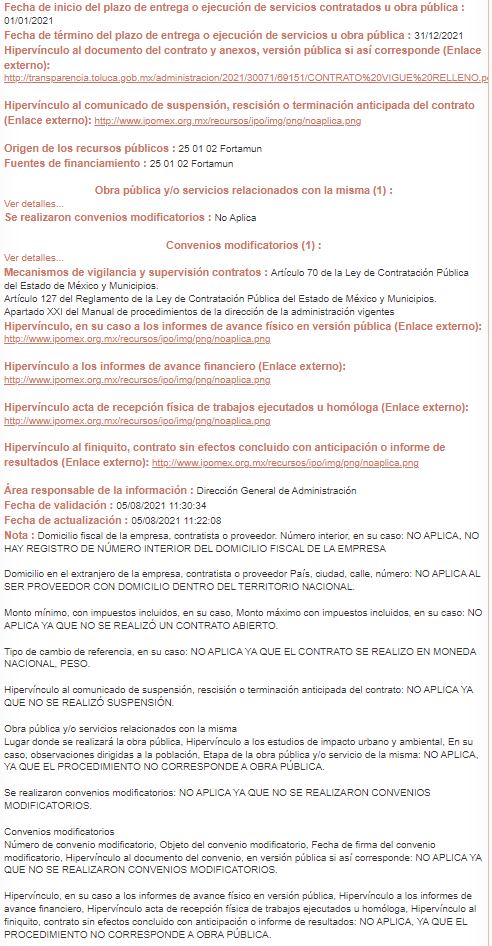 Fecha de inicio del plazo de entrega o ejecución de servicios contratados u obra pública :
01/01/2021
Fecha de término del plazo de entrega o ejecución de servicios u obra pública : 31/12/2021
Hipervínculo al documento del contrato y anexos, versión pública si así corresponde (Enlace
externo):
http://transparencia.toluca.gob.mx/administracion/2021/30071/69151/CONTRATO%20VIGUE%20RELLENO.p
Hipervínculo al comunicado de suspensión, rescisión o terminación anticipada del contrato
(Enlace externo): http://www.ipomex.org.mx/recursos/ipo/img/png/noaplica.png
Origen de los recursos públicos : 25 01 02 Fortamun
Fuentes de financiamiento : 25 01 02 Fortamun
Obra pública y/o servicios relacionados con la misma (1) :
Ver detalles...
Se realizaron convenios modificatorios : No Aplica
Convenios modificatorios (1) :
Ver detalles...
Mecanismos de vigilancia y supervisión contratos : Artículo 70 de la Ley de Contratación Pública
del Estado de México y Municipios.
Artículo 127 del Reglamento de la Ley de Contratación Pública del Estado de México y Municipios.
Apartado XXI del Manual de procedimientos de la dirección de la administración vigentes
Hipervínculo, en su caso a los informes de avance físico en versión pública (Enlace externo):
http://www.ipomex.org.mx/recursos/ipo/img/png/noaplica.png
Hipervínculo a los informes de avance financiero (Enlace externo):
http://www.ipomex.org.mx/recursos/ipo/img/png/noaplica.png
Hipervínculo acta de recepción física de trabajos ejecutados u homóloga (Enlace externo):
http://www.ipomex.org.mx/recursos/ipo/img/png/noaplica.png
Hipervínculo al finiquito, contrato sin efectos concluido con anticipación o informe de
resultados (Enlace externo): http://www.ipomex.org.mx/recursos/ipo/img/png/noaplica.png
Área responsable de la información : Dirección General de Administración
Fecha de validación : 05/08/2021 11:30:34
Fecha de actualización : 05/08/2021 11:22:08
Nota : Domicilio fiscal de la empresa, contratista o proveedor. Número interior, en su caso: NO APLICA, NO
HAY REGISTRO DE NÚMERO INTERIOR DEL DOMICILIO FISCAL DE LA EMPRESA
Domicilio en el extranjero de la empresa, contratista o proveedor País, ciudad, calle, número: NO APLICA AL
SER PROVEEDOR CON DOMICILIO DENTRO DEL TERRITORIO NACIONAL.
Monto mínimo, con impuestos incluidos, en su caso, Monto máximo con impuestos incluidos, en su caso: NO
APLICA YA QUE NO SE REALIZÓ UN CONTRATO ABIERTO.
Tipo de cambio de referencia, en su caso: NO APLICA YA QUE EL CONTRATO SE REALIZO EN MONEDA
NACIONAL, PESO.
Hipervínculo al comunicado de suspensión, rescisión o terminación anticipada del contrato: NO APLICA YA
QUE NO SE REALIZÓ SUSPENSIÓN.
Obra pública y/o servicios relacionados con la misma
Lugar donde se realizará la obra pública, Hipervínculo a los estudios de impacto urbano y ambiental, En su
caso, observaciones dirigidas a la población, Etapa de la obra pública y/o servicio de la misma: NO APLICA,
YA QUE EL PROCEDIMIENTO NO CORRESPONDE A OBRA PÚBLICA.
Se realizaron convenios modificatorios: NO APLICA YA QUE NO SE REALIZARON CONVENIOS
MODIFICATORIOS.
Convenios modificatorios
Número de convenio modificatorio, Objeto del convenio modificatorio, Fecha de firma del convenio
modificatorio, Hipervínculo al documento del convenio, en versión pública si así corresponde: NO APLICA YA
QUE NO SE REALIZARON CONVENIOS MODIFICATORIOS.
Hipervínculo, en su caso a los informes de avance físico en versión pública, Hipervínculo a los informes de
avance financiero, Hipervínculo acta de recepción física de trabajos ejecutados u homóloga, Hipervínculo al
finiquito, contrato sin efectos concluido con anticipación o informe de resultados: NO APLICA, YA QUE EL
PROCEDIMIENTO NO CORRESPONDE A OBRA PÚBLICA.